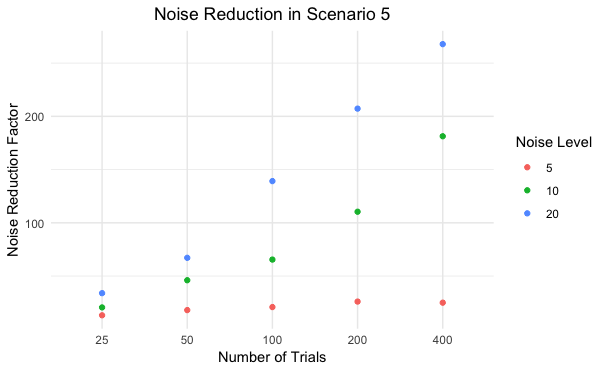 Noise Reduction in Scenario 5
Noise Reduction Factor
200
100
25 50 100 200 400
Number of Trials
Noise Level
5
10
20